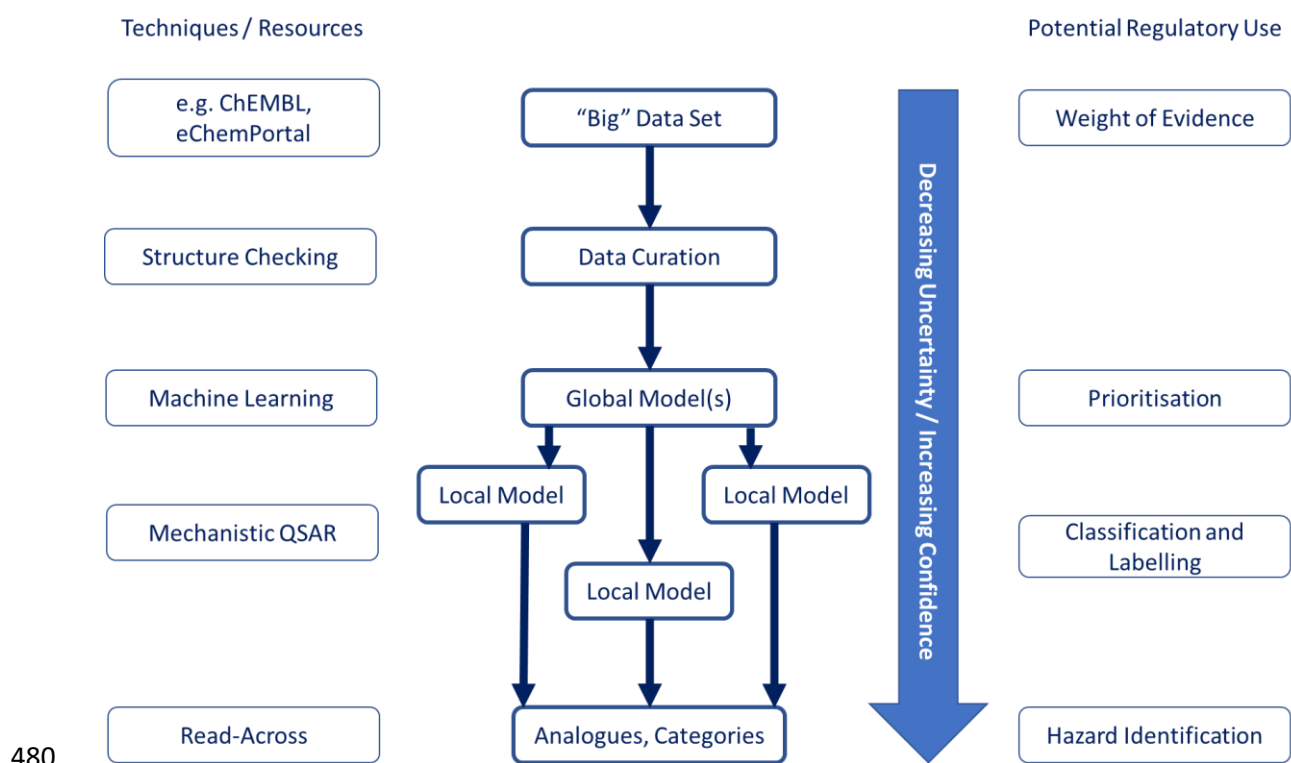 Techniques / Resources
Potential Regulatory Use
e.g. ChEMBL,
eChemPortal
“Big” Data Set
Weight of Evidence
Structure Checking
Data Curation
Machine Learning
Global Model(s)
Prioritisation
Local Model
Local Model
Mechanistic QSAR
Classification and
Labelling
Local Model
Decreasing Uncertainty / Increasing Confidence
Read-Across
Analogues, Categories
Hazard Identification
480